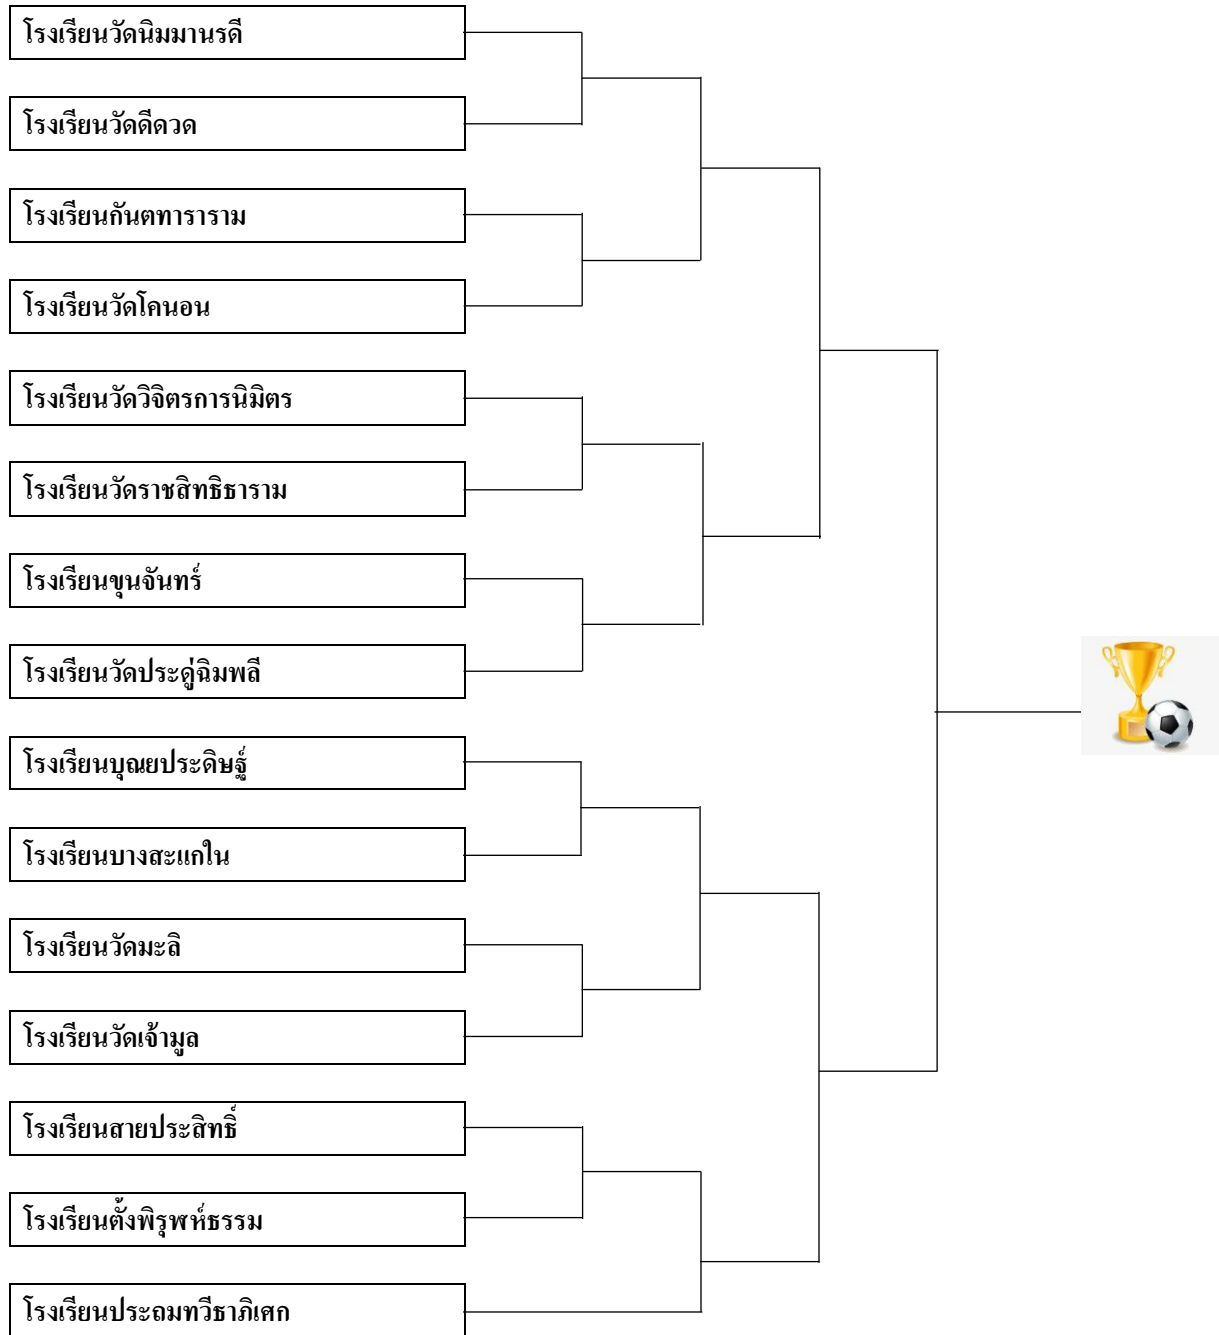 โรงเรียนวัดนิมมานรดี
โรงเรียนวัดดีดวด
โรงเรียนกันตทาราราม
โรงเรียนวัดโคนอน
โรงเรียนวัดวิจิตรการนิมิตร
โรงเรียนวัดราชสิทธิธาราม
โรงเรียนขุนจันทร์
โรงเรียนวัดประดู่ฉิมพลี
โรงเรียนบุณยประดิษฐ์
โรงเรียนบางสะแกใน
โรงเรียนวัดมะลิ
โรงเรียนวัดเจ้ามูล
โรงเรียนสายประสิทธิ์
โรงเรียนตั้งพิรุฬห์ธรรม
โรงเรียนประถมทวีธาภิเศก